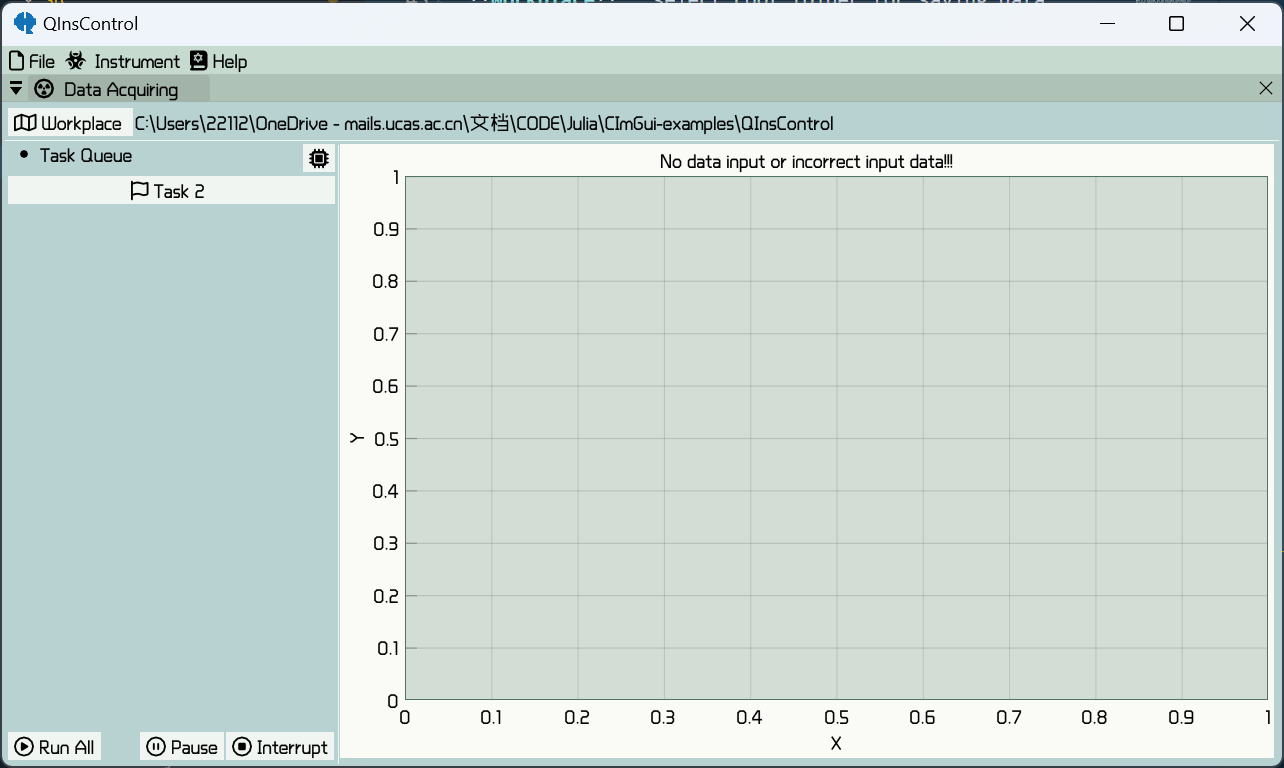 QInsControl
File Instrument Help
Data Acquiring
Workplace C:\Users\22112\OneDrive - mails.ucas.ac.cn\文档\CODE\Julia\CImGui-examples\QInsControl
Task Queue
Task 2
No data input or incorrect input data!!!
1
0.9
0.8
0.7
0.6
Y
0.5
0.4
0.3
0.2
0.1
0
0 0.1 0.2 0.3 0.4 0.5 0.6 0.7 0.8 0.9 1
X
Run All Pause Interrupt